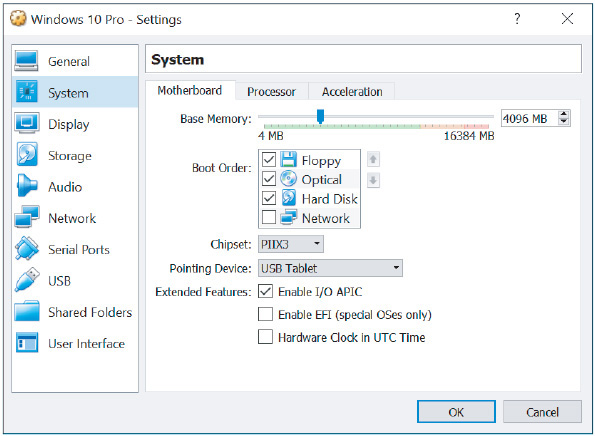 Windows 10 Pro - Settings ?
General
System
Display
Storage
Audio
Network
Serial Ports
USB
Shared Folders
User Interface
System
Motherboard Processor Acceleration
Base Memory: 4096 MB
4 MB 16384 MB
Boot Order: Floppy
Optical
Hard Disk
Network
Chipset: PIIX3
Pointing Device: USB Tablet
Extended Features: Enable I/O APIC
Enable EFI (special OSes only)
Hardware Clock in UTC Time
OK Cancel